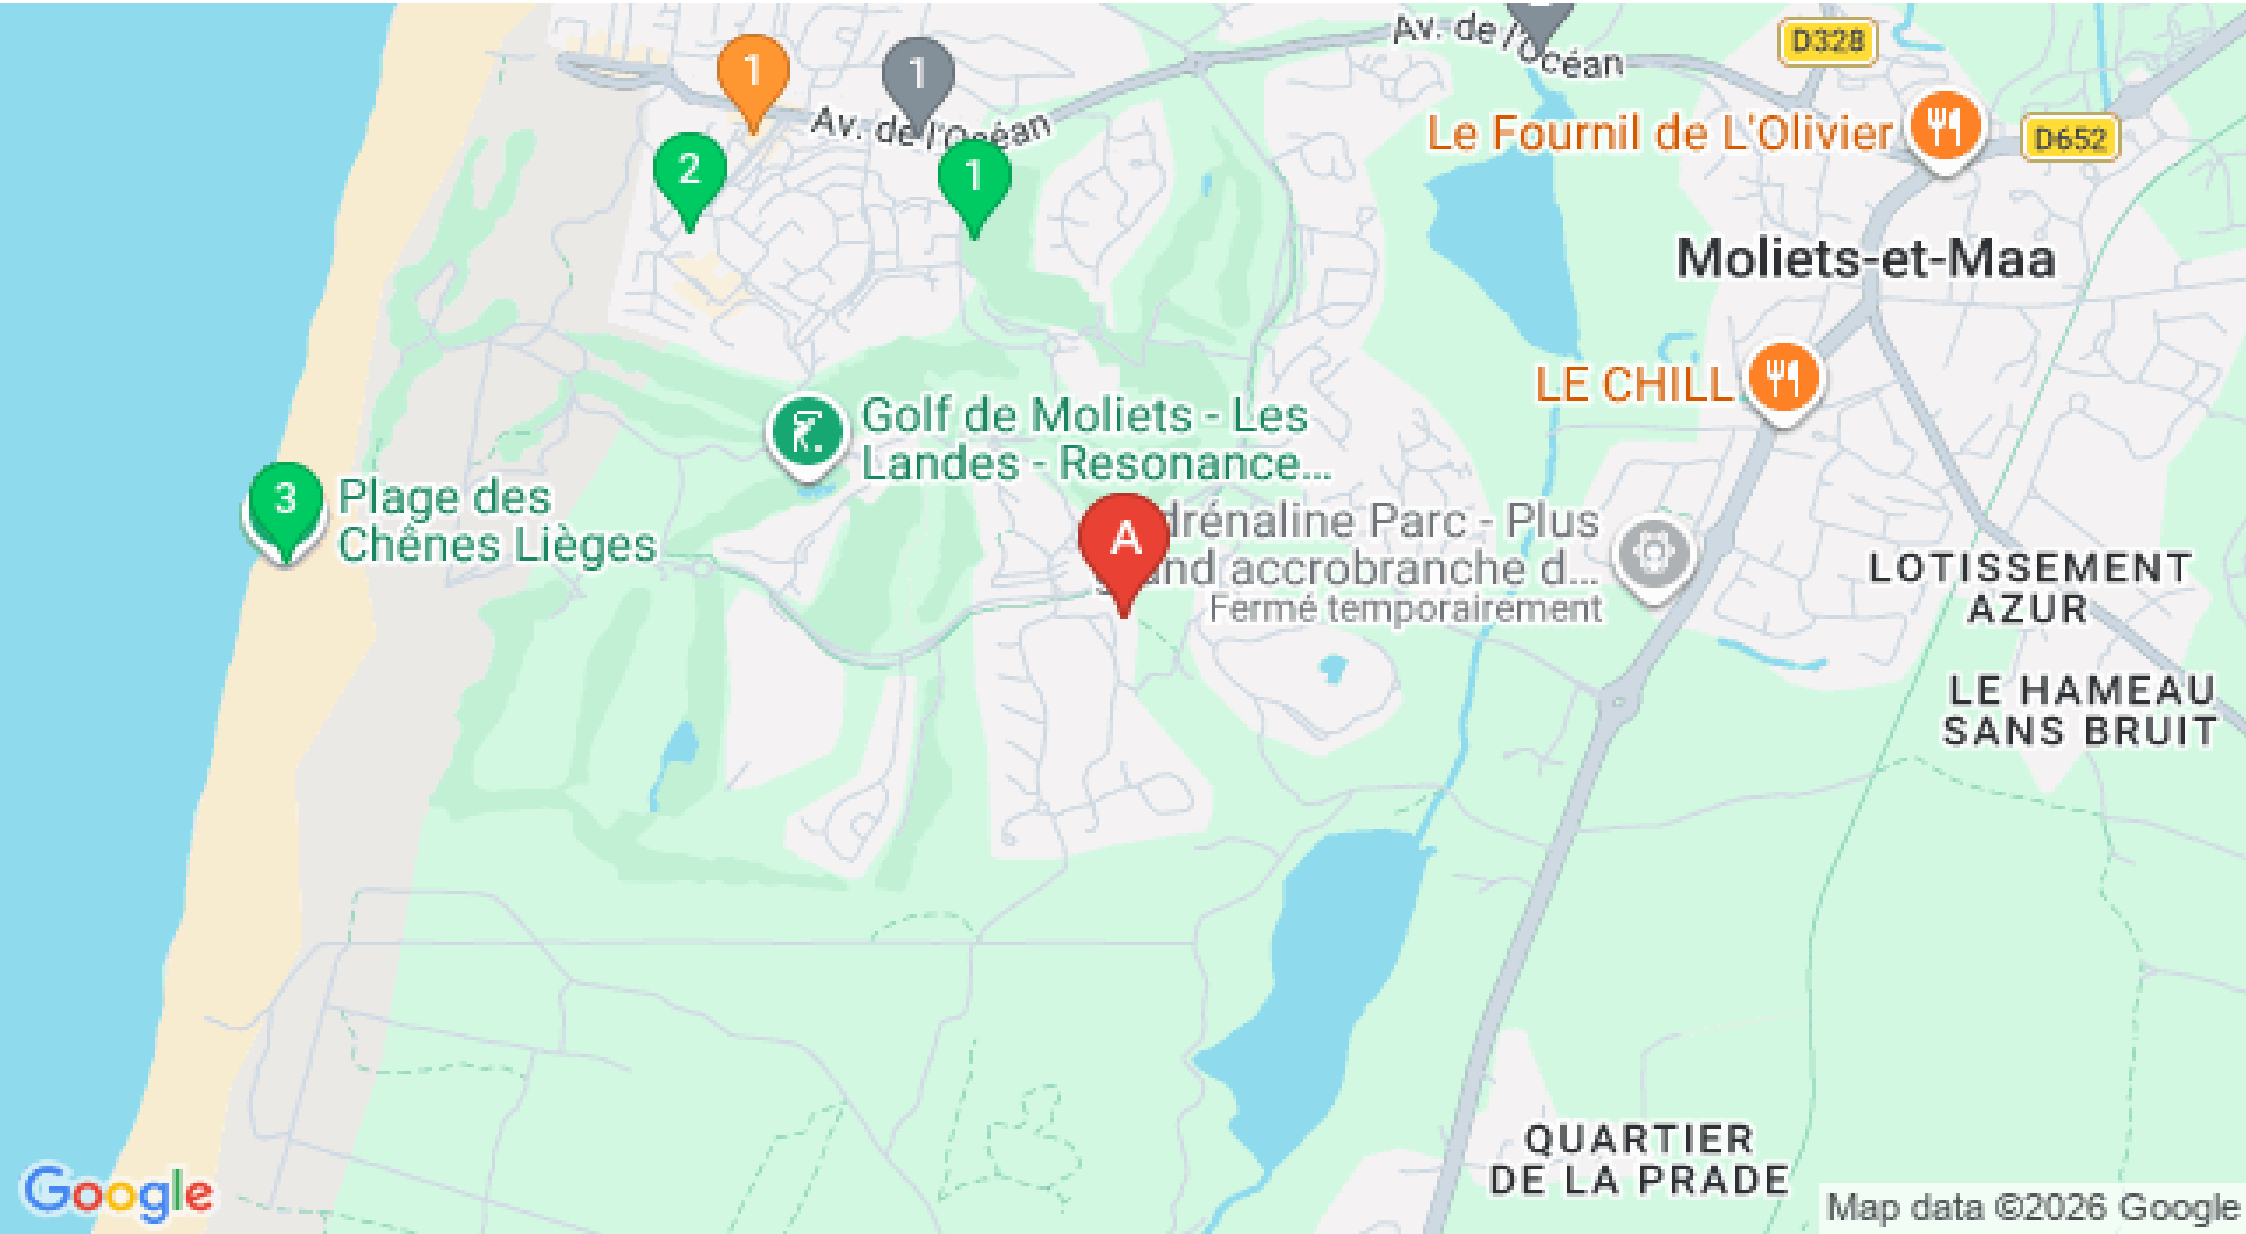 Av. de l'Océan
D328
1
1
Av. de l'Océan
Le Fournil de L'Olivier
D652
2
1
Moliets-et-Maa
LE CHILL
Golf de Moliets - Les
Landes - Resonance...
3
Plage des
Chênes Lièges
A
drénaline Parc - Plus
and accrobranche d...
Fermé temporairement
LOTISSEMENT
AZUR
LE HAMEAU
SANS BRUIT
QUARTIER
DE LA PRADE
Google
Map data ©2026 Google